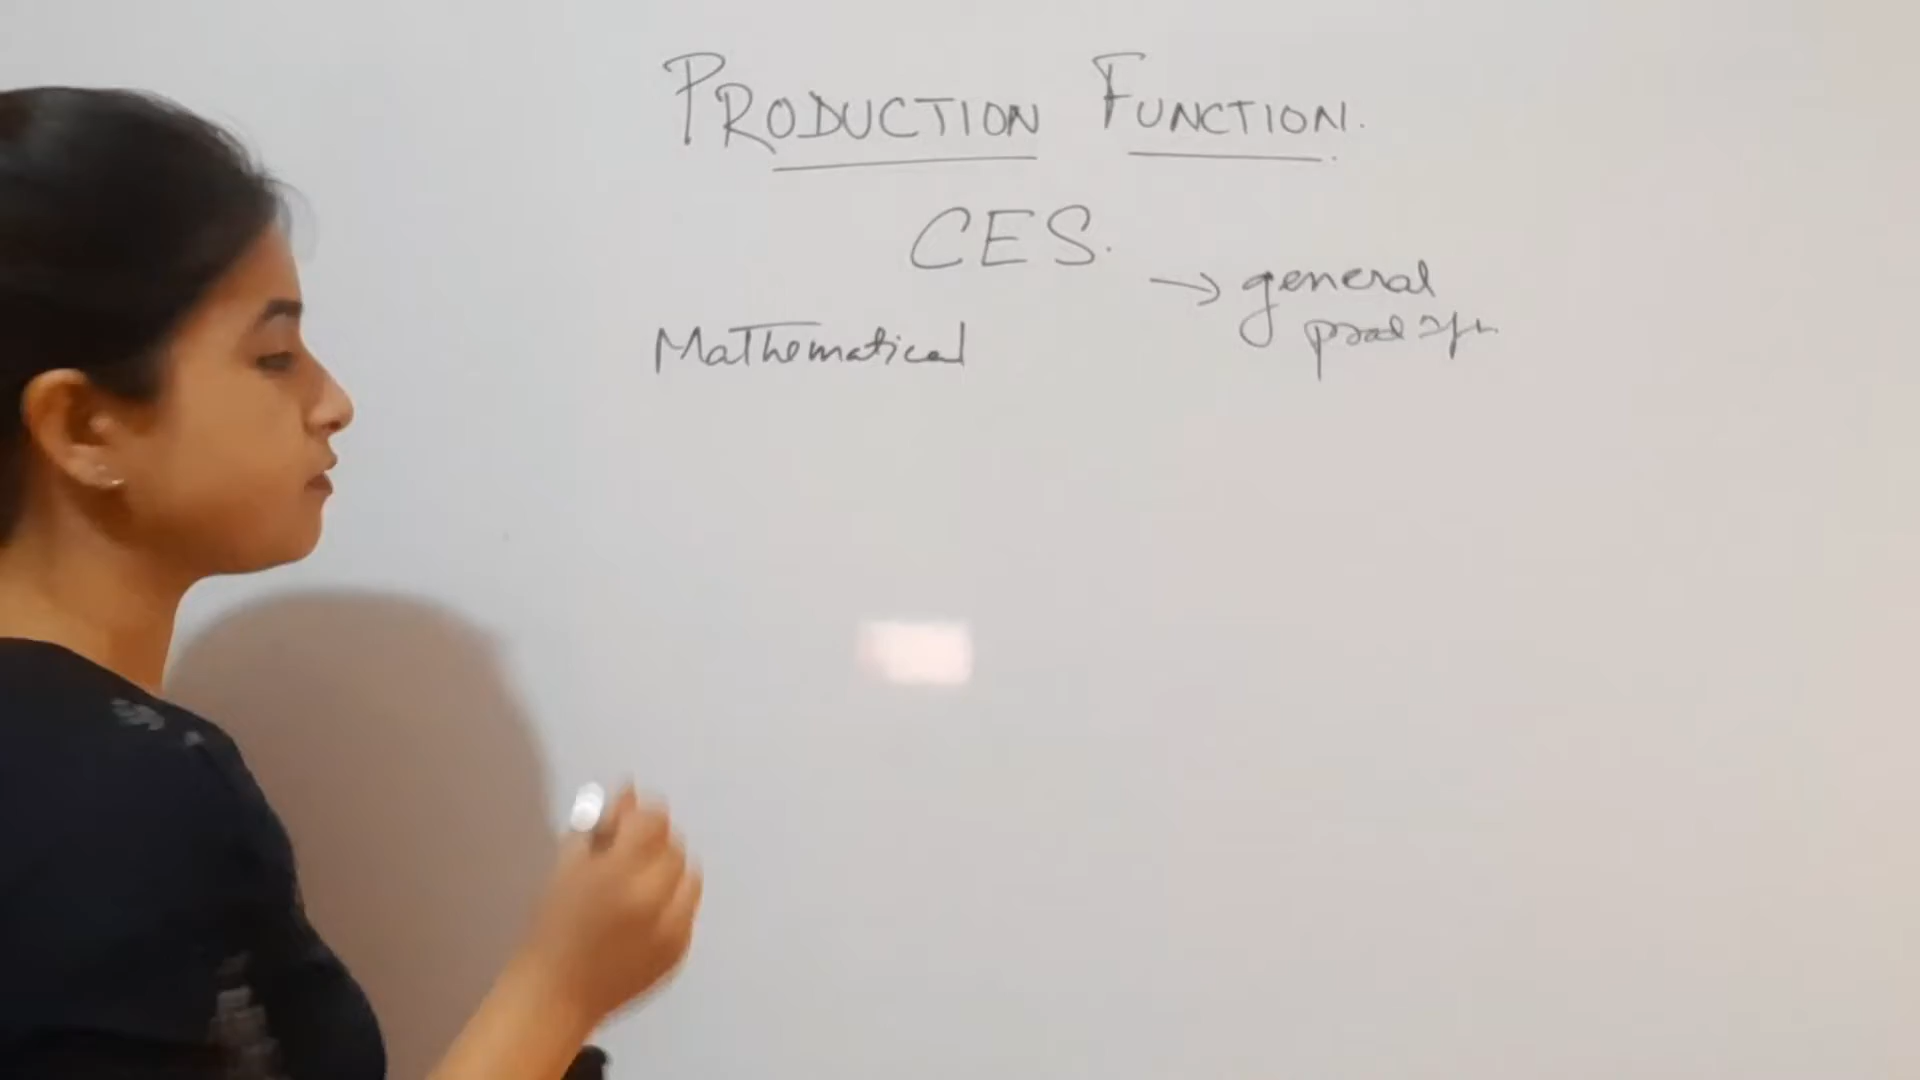 PRODUCTION FUNCTION.
CES.
→ general
Mathematical